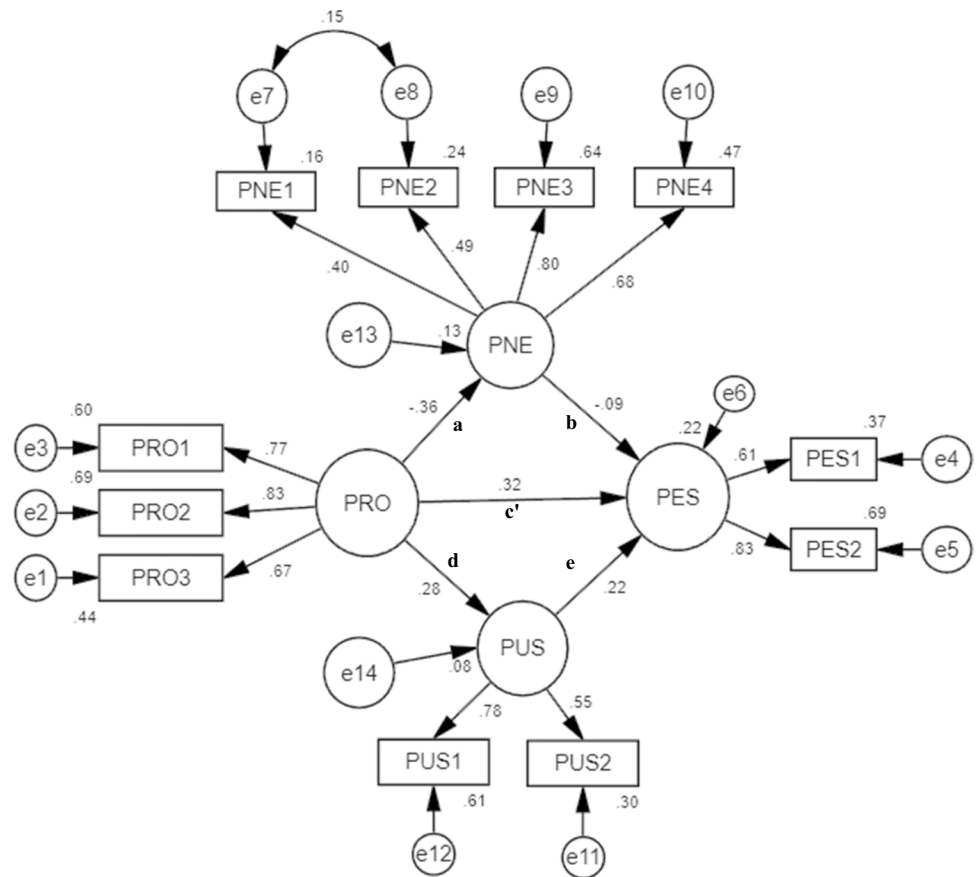 .15
e7
e8
e9
e10
.16
.24
.64
.47
PNE1
PNE2
PNE3
PNE4
.40
.49
.80
.68
e13
.13
PNE
-.36
a
b
-.09
e6
.60
.22
.37
e3
PRO1
.77
.61
PES1
e4
.69
e2
PRO2
.83
PRO
.32
c'
PES
.69
e1
PRO3
.67
.83
PES2
e5
.44
d
.28
e
.22
e14
.08
PUS
.78
.55
PUS1
PUS2
.61
.30
e12
e11